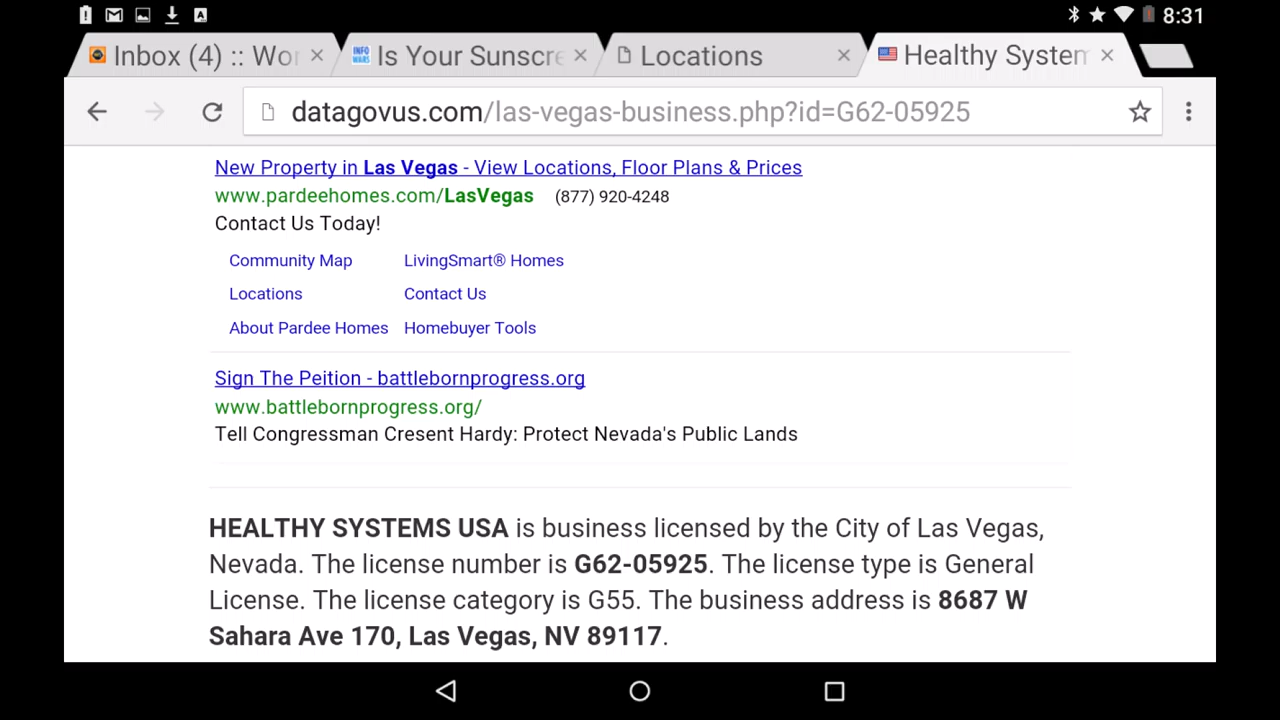 8:31
Inbox (4) :: Wor
INFO WARS
Is Your Sunscre
Locations
Healthy System
datagovus.com/las-vegas-business.php?id=G62-05925
New Property in Las Vegas - View Locations, Floor Plans & Prices
www.pardeehomes.com/LasVegas (877) 920-4248
Contact Us Today!
Community Map LivingSmart® Homes
Locations Contact Us
About Pardee Homes Homebuyer Tools
Sign The Peition - battlebornprogress.org
www.battlebornprogress.org/
Tell Congressman Cresent Hardy: Protect Nevada's Public Lands
HEALTHY SYSTEMS USA is business licensed by the City of Las Vegas,
Nevada. The license number is G62-05925. The license type is General
License. The license category is G55. The business address is 8687 W
Sahara Ave 170, Las Vegas, NV 89117.